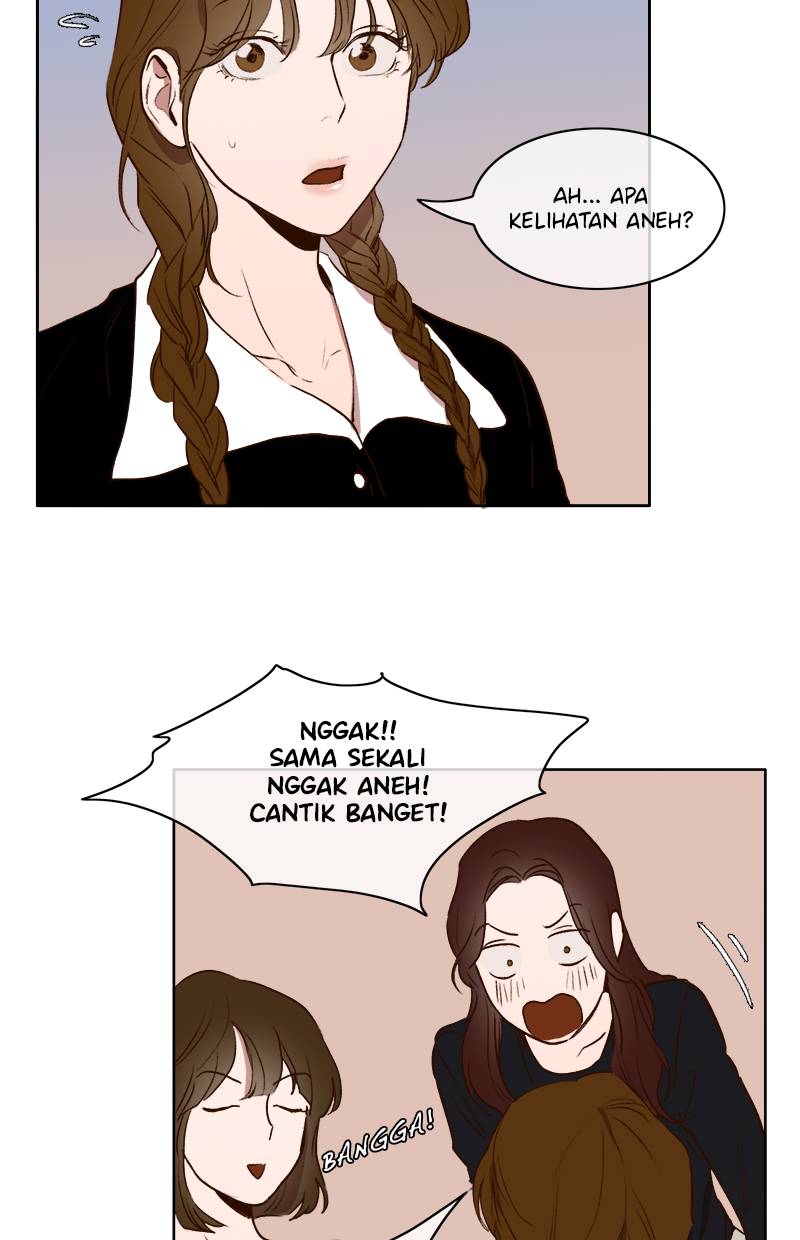 AH... APA
KELIHATAN ANEH?
NGGAK!!
SAMA SEKALI
NGGAK ANEH!
CANTIK BANGET!
BANGGA!